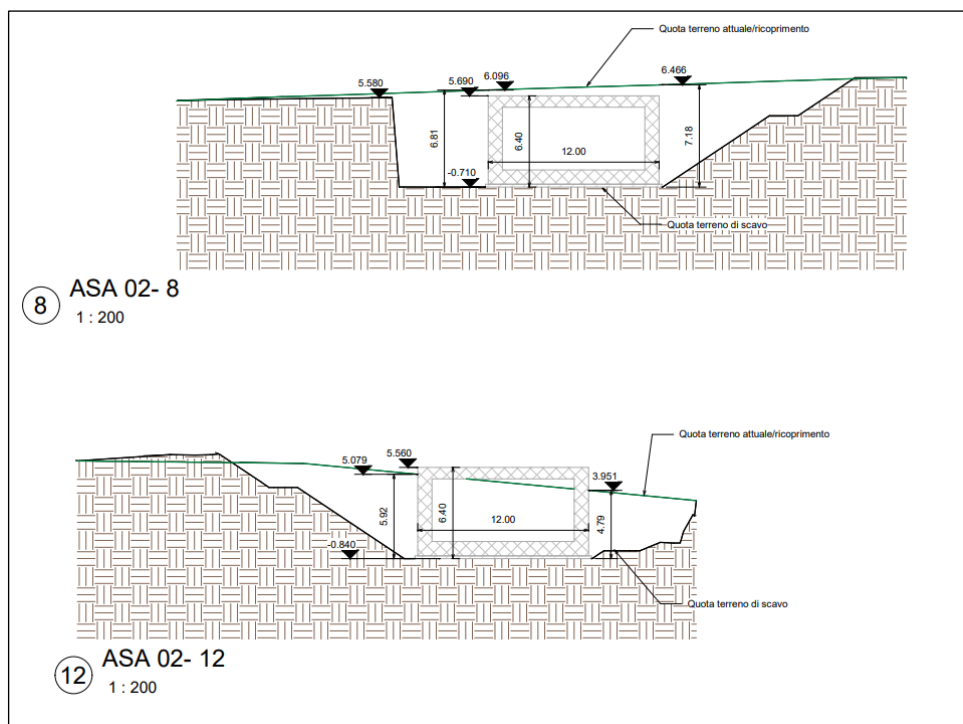 Quota terreno attuale/ricoprimento
5.580
5.690
6.096
6.466
6.81
6.40
12.00
7.18
-0.710
Quota terreno di scavo
8
ASA 02- 8
1 : 200
Quota terreno attuale/ricoprimento
5.079
5.560
3.951
5.92
6.40
12.00
4.79
-0.840
Quota terreno di scavo
12
ASA 02- 12
1 : 200